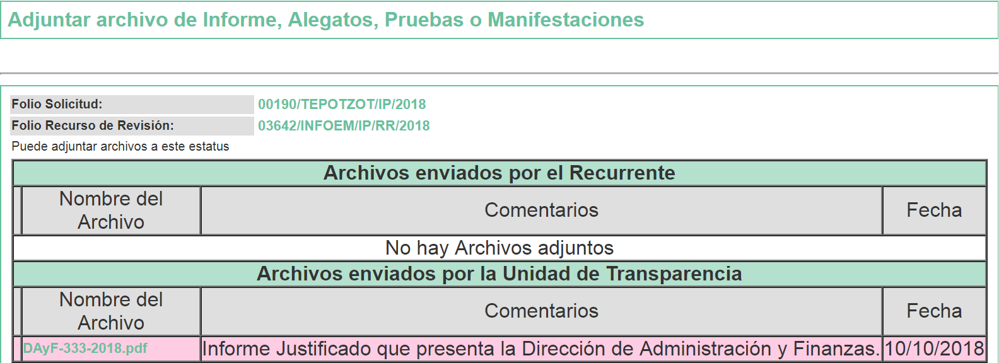 Adjuntar archivo de Informe, Alegatos, Pruebas o Manifestaciones
Folio Solicitud: 00190/TEPOTZOT/IP/2018
Folio Recurso de Revisión: 03642/INFOEM/IP/RR/2018
Puede adjuntar archivos a este estatus
Archivos enviados por el Recurrente
Nombre del
Archivo
Comentarios
Fecha
No hay Archivos adjuntos
Archivos enviados por la Unidad de Transparencia
Nombre del
Archivo
Comentarios
Fecha
DAyF-333-2018.pdf Informe Justificado que presenta la Dirección de Administración y Finanzas. 10/10/2018